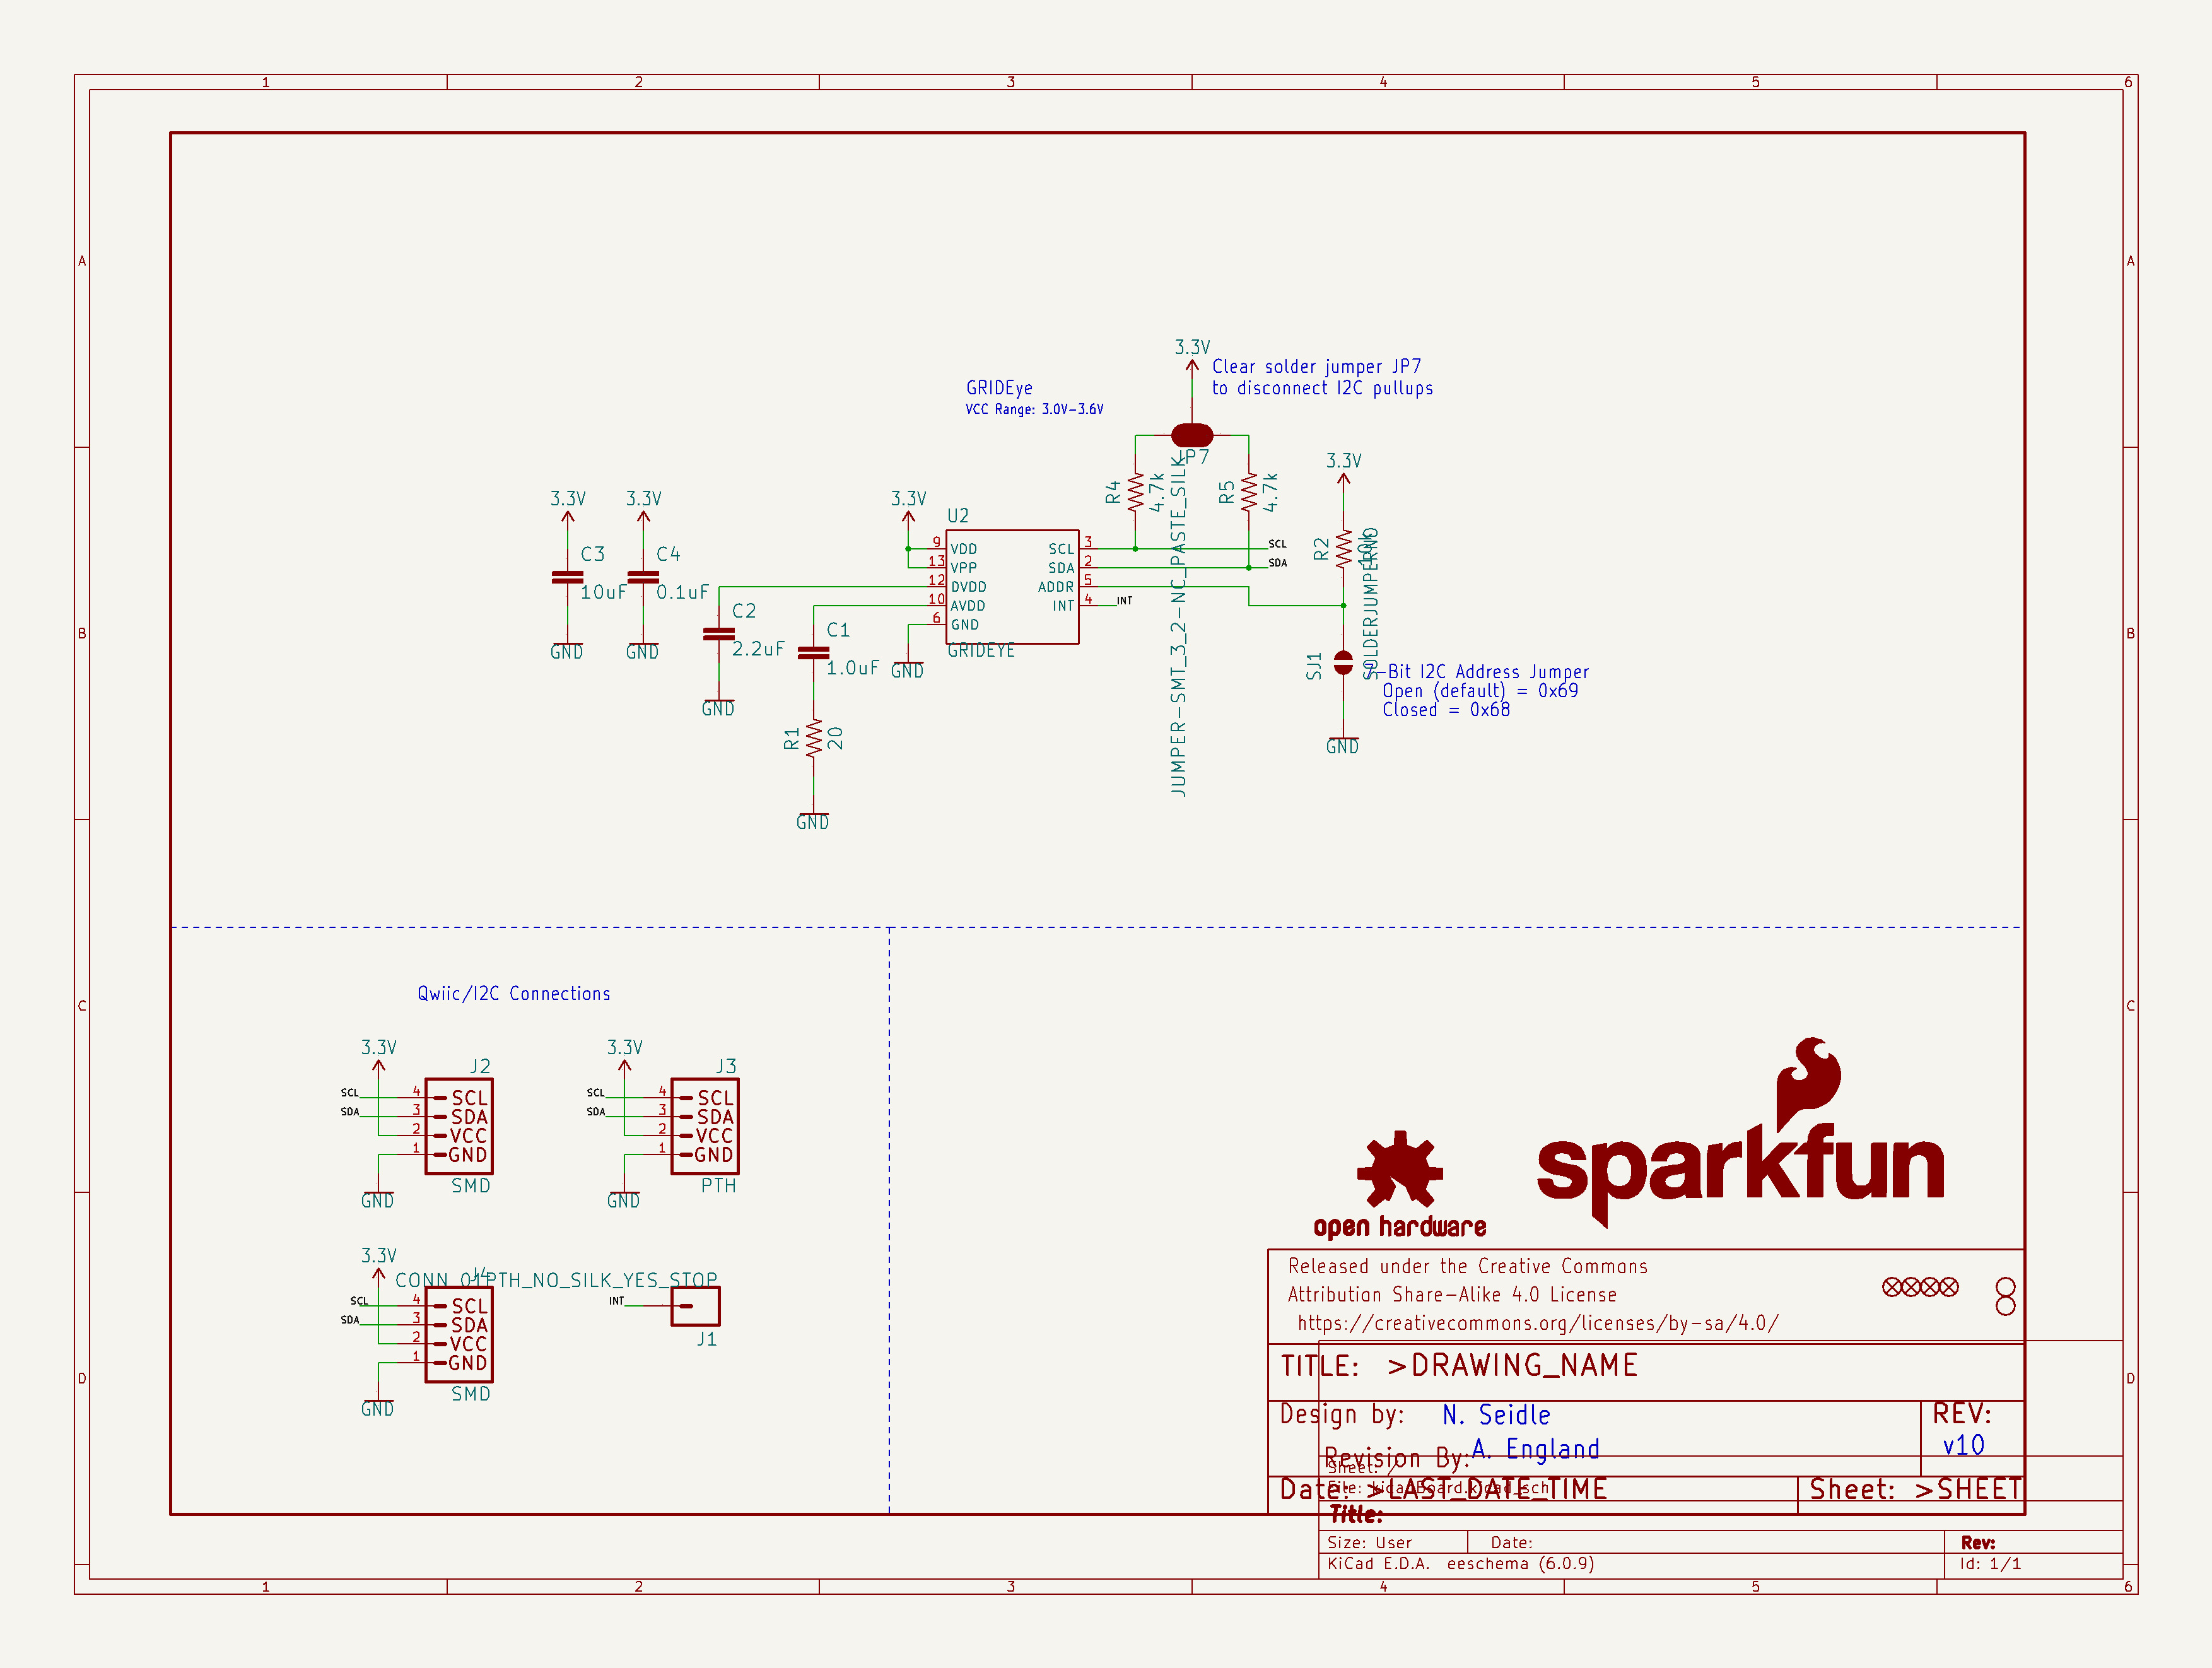 1 2 3 4 5 6
A A
3.3V
Clear solder jumper JP7
to disconnect I2C pullups
GRIDEye
VCC Range: 3.0V-3.6V
JP7
JUMPER-SMT_3_2-NC_PASTE_SILK
R4
4.7k
R5
4.7k
3.3V
R2
10k
SOLDERJUMPERNO
3.3V
C3
10uF
GND
3.3V
C4
0.1uF
GND
3.3V
U2
9 VDD
13 VPP
12 DVDD
10 AVDD
6 GND
SCL 3
SDA 2
ADDR 5
INT 4
GRIDEYE
SCL
SDA
INT
C2
2.2uF
GND
C1
1.0uF
GND
R1
20
GND
SJ1
7-Bit I2C Address Jumper
Open (default) = 0x69
Closed = 0x68
GND
B B
Qwiic/I2C Connections
C C
3.3V
J2
SCL 4 SCL
SDA 3 SDA
2 VCC
1 GND
SMD
GND
3.3V
J3
SCL 4 SCL
SDA 3 SDA
2 VCC
1 GND
PTH
GND
3.3V
J4
SCL 4 SCL
SDA 3 SDA
2 VCC
1 GND
SMD
GND
CONN_01PTH_NO_SILK_YES_STOP
INT
J1
open hardware
sparkfun
Released under the Creative Commons
Attribution Share-Alike 4.0 License
https://creativecommons.org/licenses/by-sa/4.0/
TITLE: >DRAWING_NAME
Design by: N. Seidle
REV:
v10
Revision By: A. England
Sheet: /
File: kicadBoard.kicad_sch
Date: >LAST_DATE_TIME
Sheet: >SHEET
Title:
Size: User
Date:
Rev:
KiCad E.D.A. eeschema (6.0.9)
Id: 1/1
D D
1 2 3 4 5 6